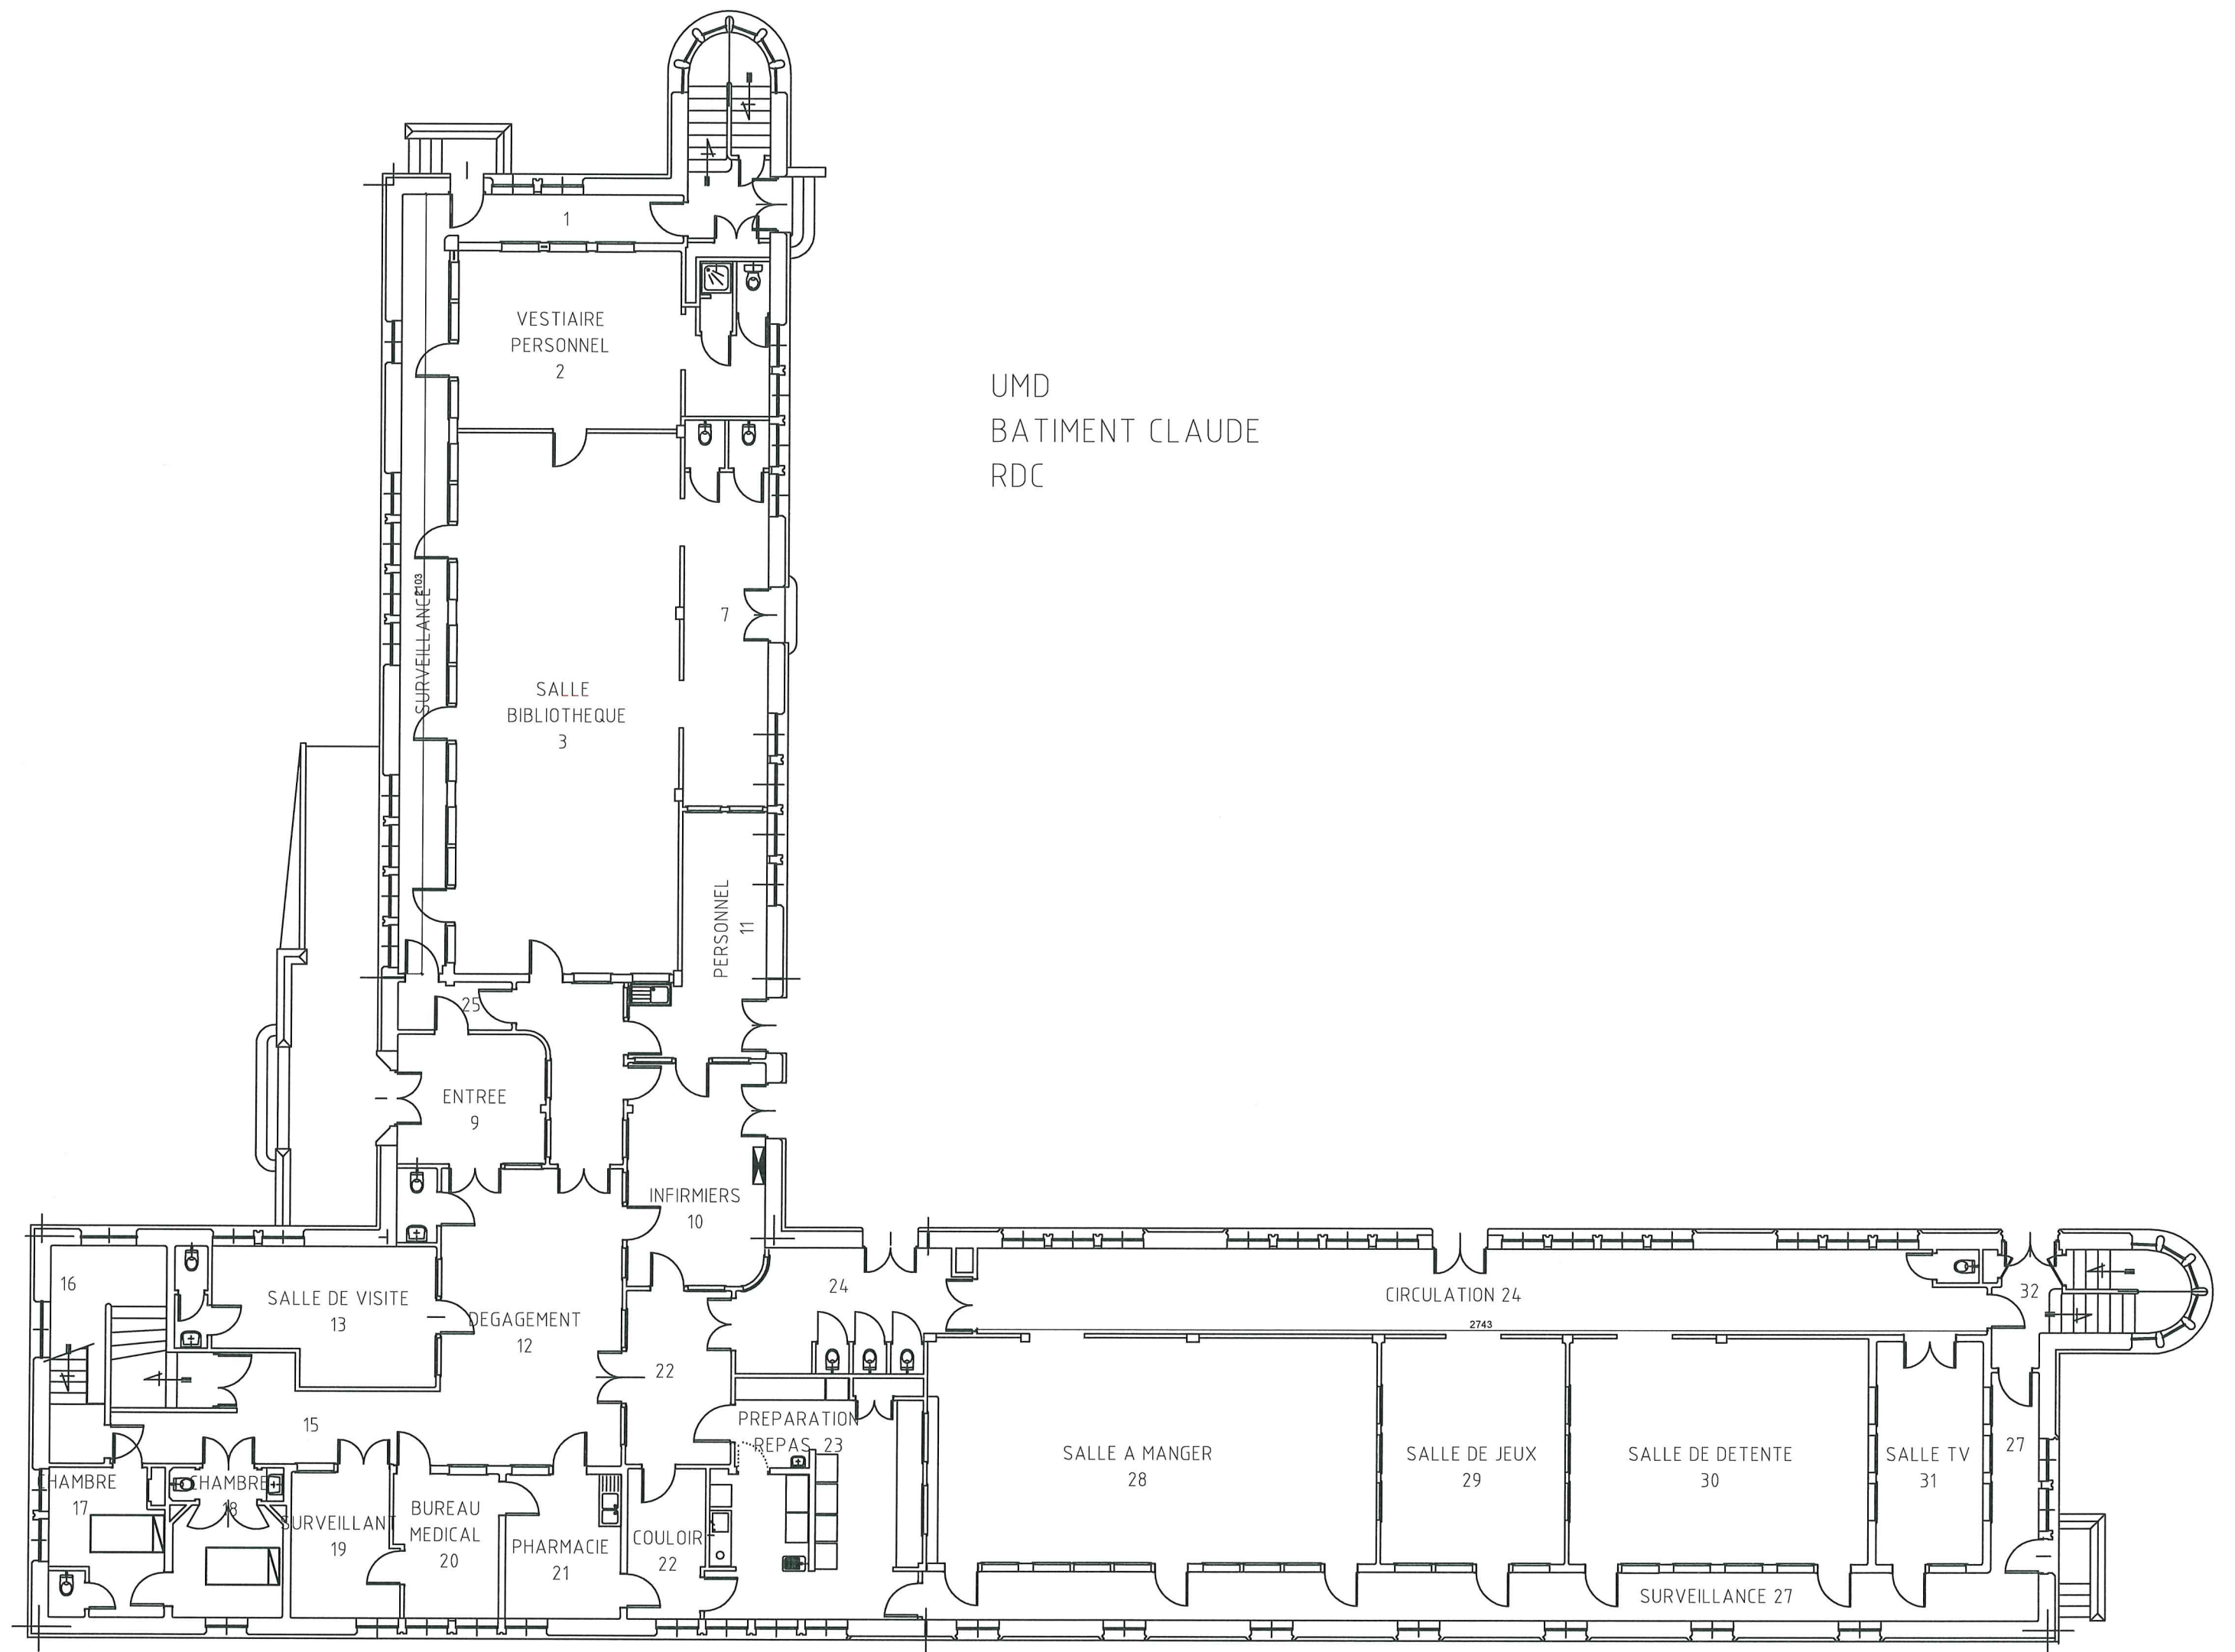 1
VESTIAIRE
PERSONNEL
2
UMD
BATIMENT CLAUDE
RDC
2103
SURVEILLANCE
7
SALLE
BIBLIOTHEQUE
3
PERSONNEL
11
25
ENTREE
9
INFIRMIERS
10
16
SALLE DE VISITE
13
DEGAGEMENT
12
24
CIRCULATION 24
2743
32
22
15
PREPARATION
REPAS 23
SALLE A MANGER
28
SALLE DE JEUX
29
SALLE DE DETENTE
30
SALLE TV
31
27
HAMBRE
17
CHAMBRE
18
SURVEILLANT
19
BUREAU
MEDICAL
20
PHARMACIE
21
COULOIR
22
SURVEILLANCE 27